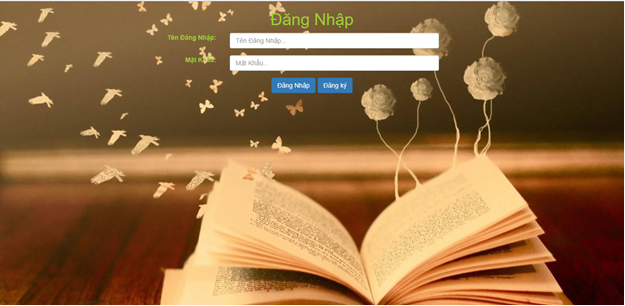 Đăng Nhập
Tên Đăng Nhập:
Tên Đăng Nhập...
Mật Khẩu:
Mật Khẩu...
Đăng Nhập
Đăng ký